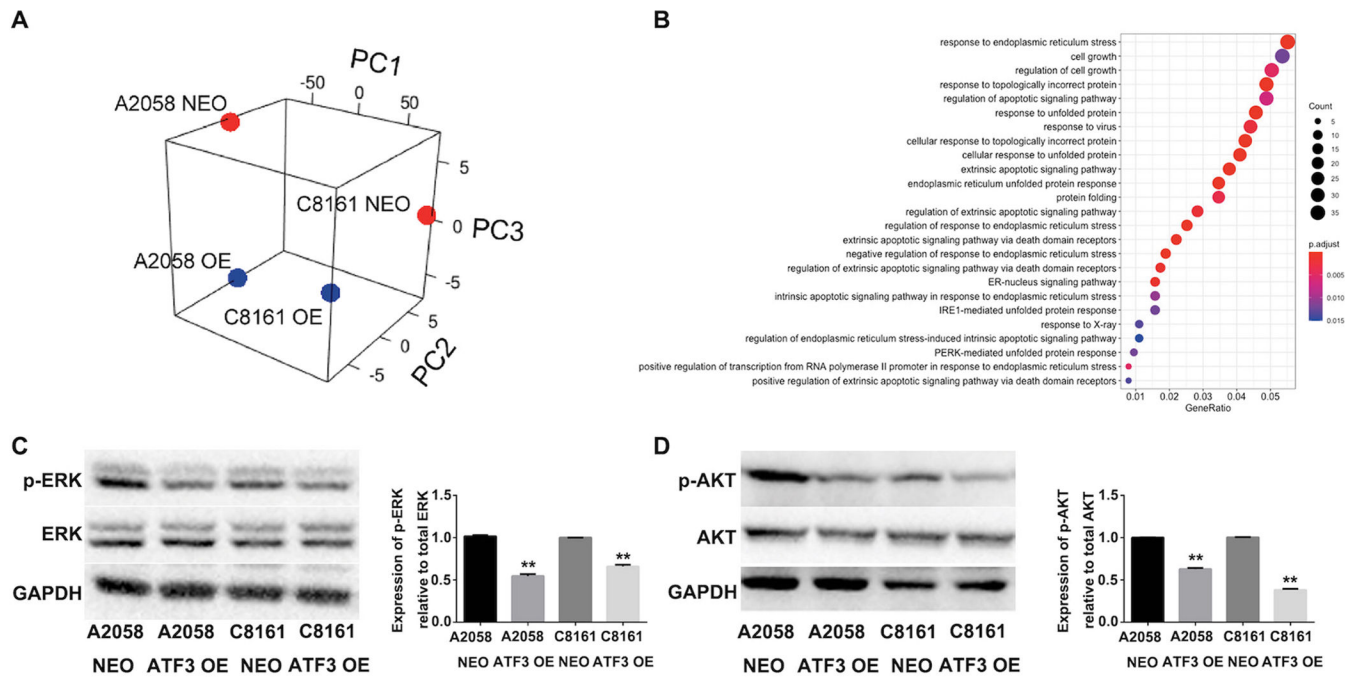 A
PC1
-50
0
50
A2058 NEO
5
C8161 NEO
0
PC3
A2058 OE
-5
C8161 OE
5
0
PC2
-5
B
response to endoplasmic reticulum stress
cell growth
regulation of cell growth
response to topologically incorrect protein
regulation of apoptotic signaling pathway
response to unfolded protein
response to virus
cellular response to topologically incorrect protein
cellular response to unfolded protein
extrinsic apoptotic signaling pathway
endoplasmic reticulum unfolded protein response
protein folding
regulation of extrinsic apoptotic signaling pathway
regulation of response to endoplasmic reticulum stress
extrinsic apoptotic signaling pathway via death domain receptors
negative regulation of response to endoplasmic reticulum stress
regulation of extrinsic apoptotic signaling pathway via death domain receptors
ER-nucleus signaling pathway
intrinsic apoptotic signaling pathway in response to endoplasmic reticulum stress
IRE1-mediated unfolded protein response
response to X-ray
regulation of endoplasmic reticulum stress-induced intrinsic apoptotic signaling pathway
PERK-mediated unfolded protein response
positive regulation of transcription from RNA polymerase II promoter in response to endoplasmic reticulum stress
positive regulation of extrinsic apoptotic signaling pathway via death domain receptors
0.01 0.02 0.03 0.04 0.05
GeneRatio
Count
5
10
15
20
25
30
35
p.adjust
0.005
0.010
0.015
C
p-ERK
ERK
GAPDH
A2058 A2058 C8161 C8161
NEO ATF3 OE NEO ATF3 OE
Expression of p-ERK
relative to total ERK
1.5
1.0
0.5
0.0
**
**
A2058 A2058 C8161 C8161
NEO ATF3 OE NEO ATF3 OE
D
p-AKT
AKT
GAPDH
A2058 A2058 C8161 C8161
NEO ATF3 OE NEO ATF3 OE
Expression of p-AKT
relative to total AKT
1.5
1.0
0.5
0.0
**
**
A2058 A2058 C8161 C8161
NEO ATF3 OE NEO ATF3 OE